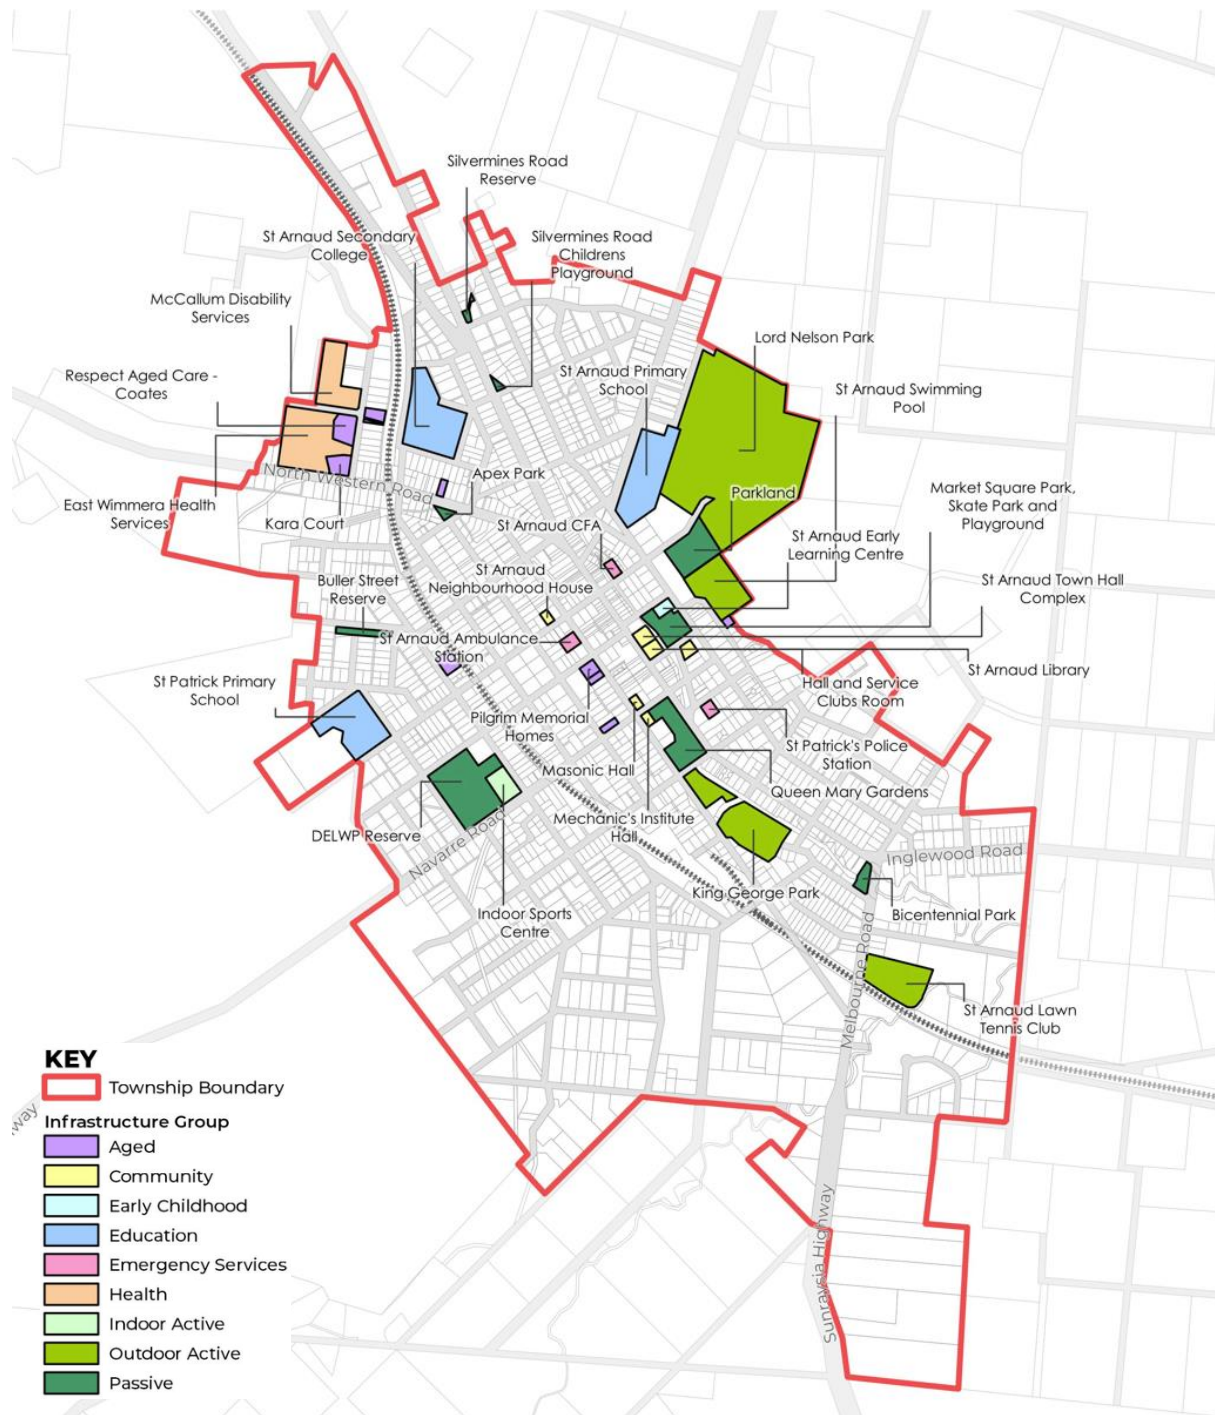 Silvermines Road
Reserve
St Arnaud Secondary
College
Silvermines Road
Childrens
Playground
McCallum Disability
Services
Lord Nelson Park
Respect Aged Care -
Coates
St Arnaud Primary
School
St Arnaud Swimming
Pool
North Western Road
Apex Park
Parkland
Market Square Park,
Skate Park and
Playground
East Wimmera Health
Services
Kara Court
St Arnaud CFA
St Arnaud Early
Learning Centre
St Arnaud
Neighbourhood House
Buller Street
Reserve
St Arnaud Town Hall
Complex
St Arnaud Ambulance
Station
St Arnaud Library
St Patrick Primary
School
Hall and Service
Clubs Room
Pilgrim Memorial
Homes
St Patrick's Police
Station
Masonic Hall
Queen Mary Gardens
Mechanic's Institute
Hall
DELWP Reserve
Navarre Road
Inglewood Road
King George Park
Indoor Sports
Centre
Bicentennial Park
Melbourne Road
St Arnaud Lawn
Tennis Club
Sunraysia Highway
way
KEY
Township Boundary
Infrastructure Group
Aged
Community
Early Childhood
Education
Emergency Services
Health
Indoor Active
Outdoor Active
Passive